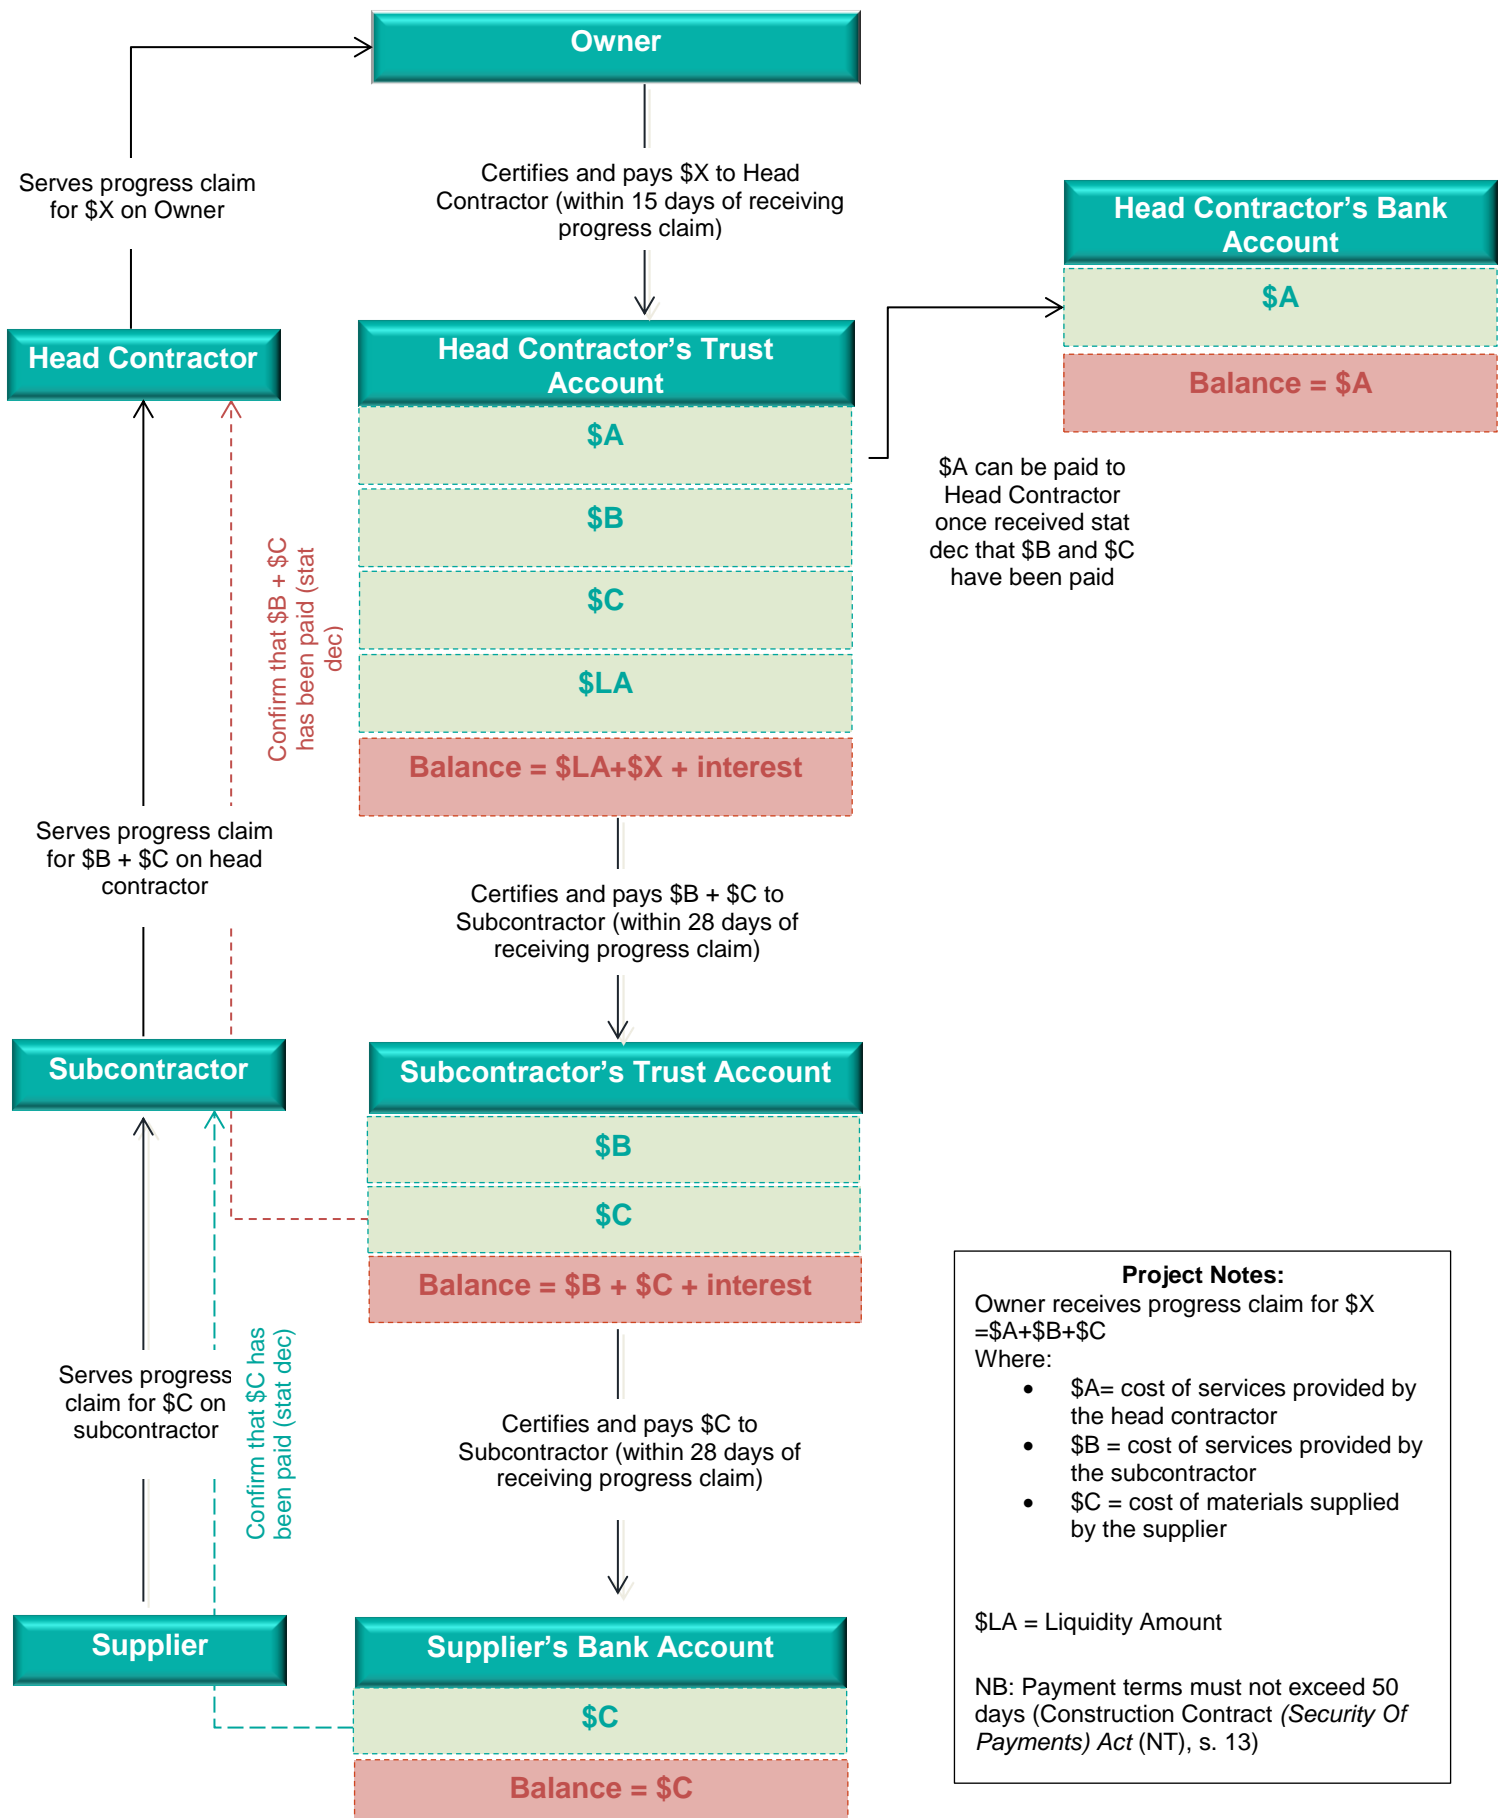 Owner
Serves progress claim
for $X on Owner
Certifies and pays $X to Head
Contractor (within 15 days of receiving
progress claim)
Head Contractor's Bank
Account
$A
Balance = $A
Head Contractor
Head Contractor's Trust
Account
$A
$B
$C
$LA
Balance = $LA+$X + interest
$A can be paid to
Head Contractor
once received stat
dec that $B and $C
have been paid
Confirm that $B + $C
has been paid (stat
dec)
Serves progress claim
for $B + $C on head
contractor
Certifies and pays $B + $C to
Subcontractor (within 28 days of
receiving progress claim)
Subcontractor
Subcontractor's Trust Account
$B
$C
Balance = $B + $C + interest
Serves progress
claim for $C on
subcontractor
Confirm that $C has
been paid (stat dec)
Certifies and pays $C to
Subcontractor (within 28 days of
receiving progress claim)
Supplier
Supplier's Bank Account
$C
Balance = $C
Project Notes:
Owner receives progress claim for $X
=$A+$B+$C
Where:
• $A= cost of services provided by
the head contractor
• $B = cost of services provided by
the subcontractor
• $C = cost of materials supplied
by the supplier
$LA = Liquidity Amount
NB: Payment terms must not exceed 50
days (Construction Contract (Security Of
Payments) Act (NT), s. 13)